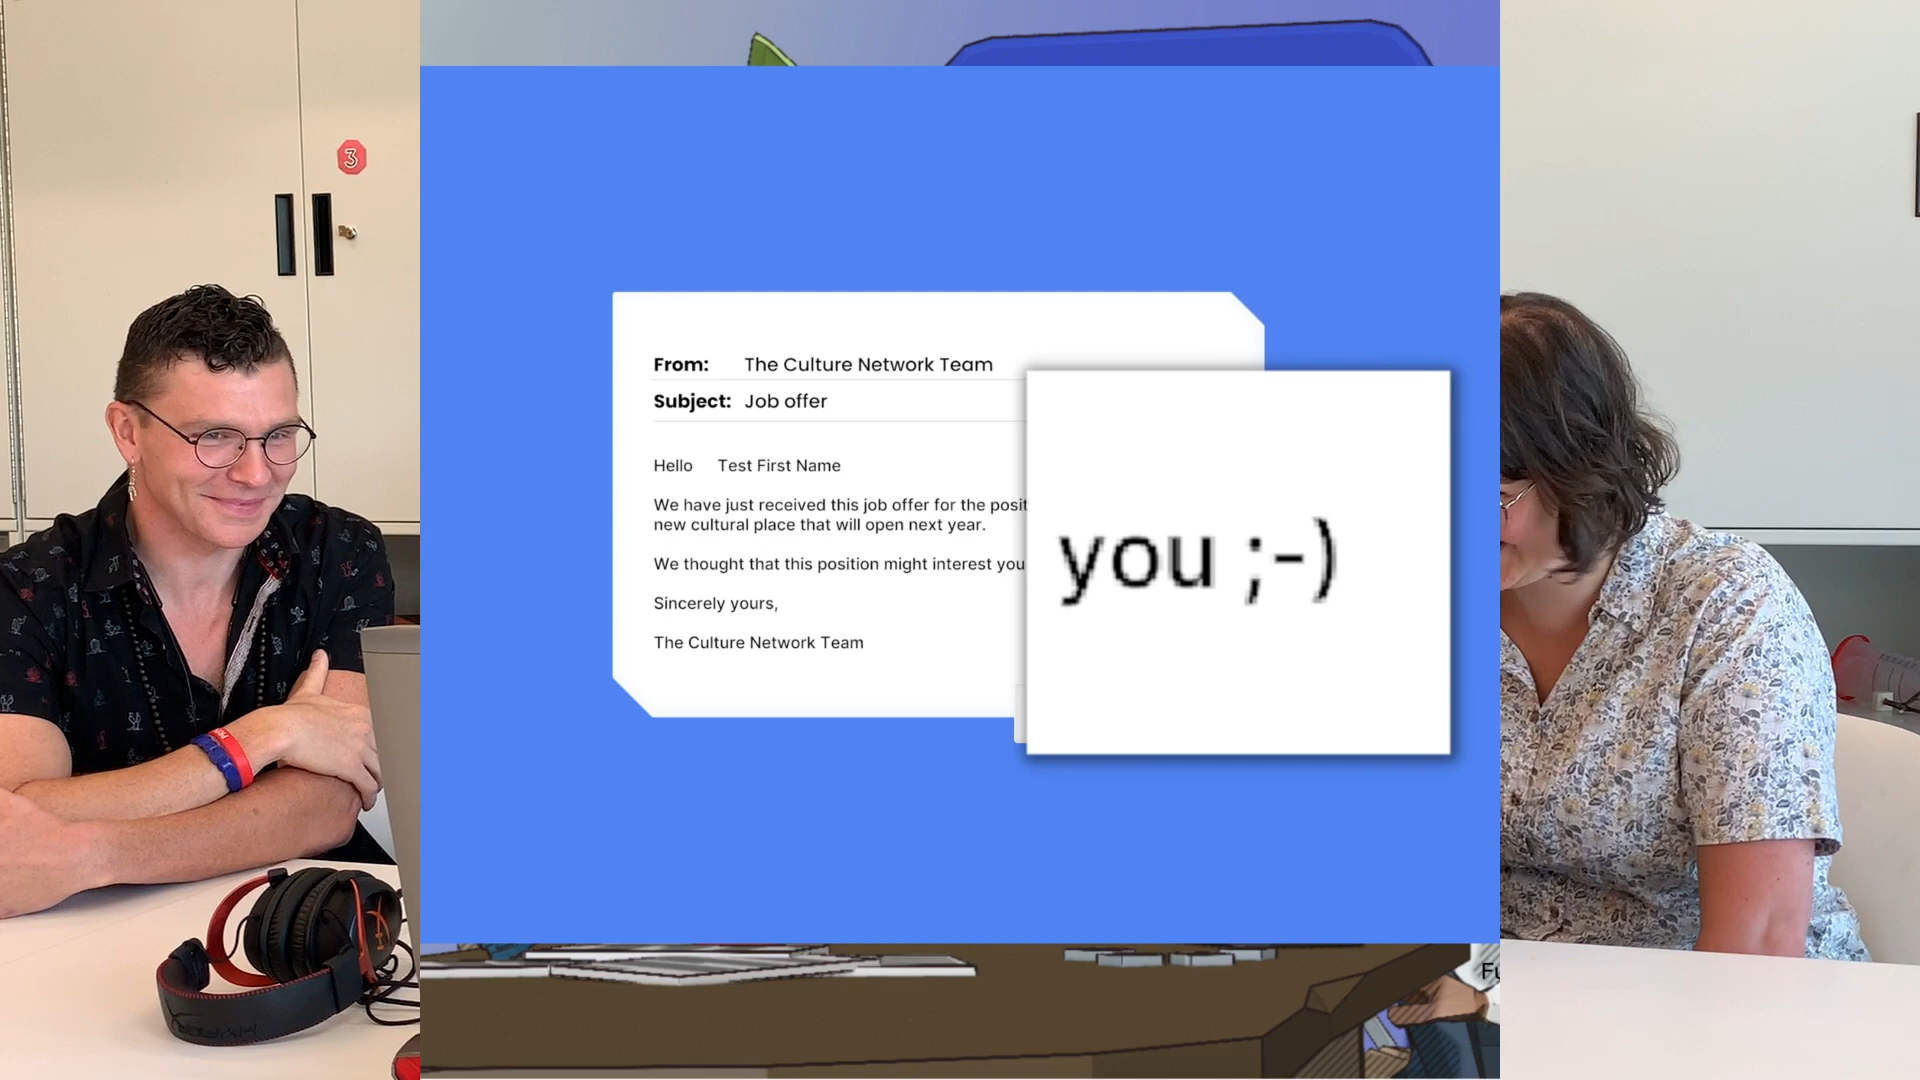 3
From: The Culture Network Team
Subject: Job offer
Hello Test First Name
We have just received this job offer for the
new cultural place that will open next year.
We thought that this position might interest you
Sincerely yours,
The Culture Network Team
you ;-)